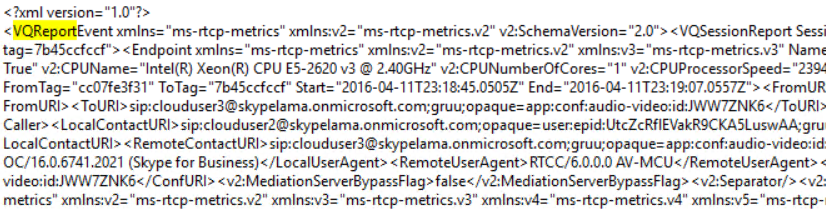 <?xml version="1.0"?>
<VQReportEvent xmlns="ms-rtcp-metrics" xmlns:v2="ms-rtcp-metrics.v2" v2:SchemaVersion="2.0"><VQSessionReport Sessi
tag=7b45ccfccf"><Endpoint xmlns="ms-rtcp-metrics" xmlns:v2="ms-rtcp-metrics.v2" xmlns:v3="ms-rtcp-metrics.v3" Name
True" v2:CPUName="Intel(R) Xeon(R) CPU E5-2620 v3 @ 2.40GHz" v2:CPUNumberOfCores="1" v2:CPUProcessorSpeed="2394
FromTag="cc07fe3f31" ToTag="7b45ccfccf" Start="2016-04-11T23:18:45.0505Z" End="2016-04-11T23:19:07.0557Z"><FromUR
FromURI><ToURI>sip:clouduser3@skypelama.onmicrosoft.com;gruu;opaque=app:conf:audio-video:id:JWW7ZNK6</ToURI>
Caller><LocalContactURI>sip:clouduser2@skypelama.onmicrosoft.com;opaque=user:epid:UtcZcRflEVakR9CKA5LuswAA;gruu
LocalContactURI><RemoteContactURI>sip:clouduser3@skypelama.onmicrosoft.com;gruu;opaque=app:conf:audio-video:id:
OC/16.0.6741.2021 (Skype for Business)</LocalUserAgent><RemoteUserAgent>RTCC/6.0.0.0 AV-MCU</RemoteUserAgent><
video:id:JWW7ZNK6</ConfURI><v2:MediationServerBypassFlag>false</v2:MediationServerBypassFlag><v2:Separator/><v2:
metrics" xmlns:v2="ms-rtcp-metrics.v2" xmlns:v3="ms-rtcp-metrics.v3" xmlns:v4="ms-rtcp-metrics.v4" xmlns:v5="ms-rtcp-